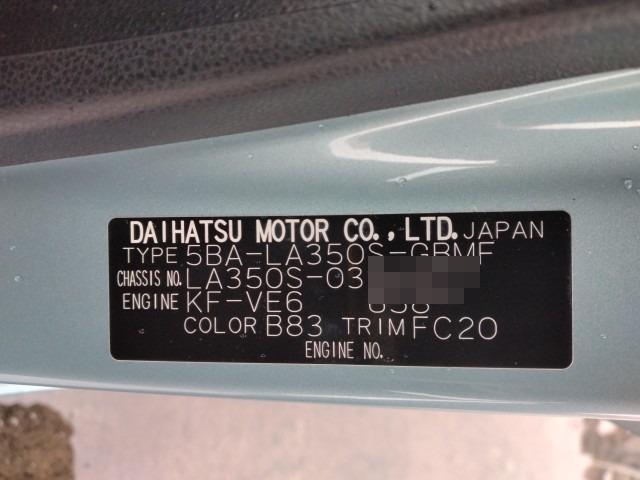 DAIHATSU MOTOR CO., LTD. JAPAN
TYPE 5BA-LA350S-GBMF
CHASSIS NO. LA350S-03
ENGINE KF-VE6 658
COLOR B83 TRIM FC20
ENGINE NO.